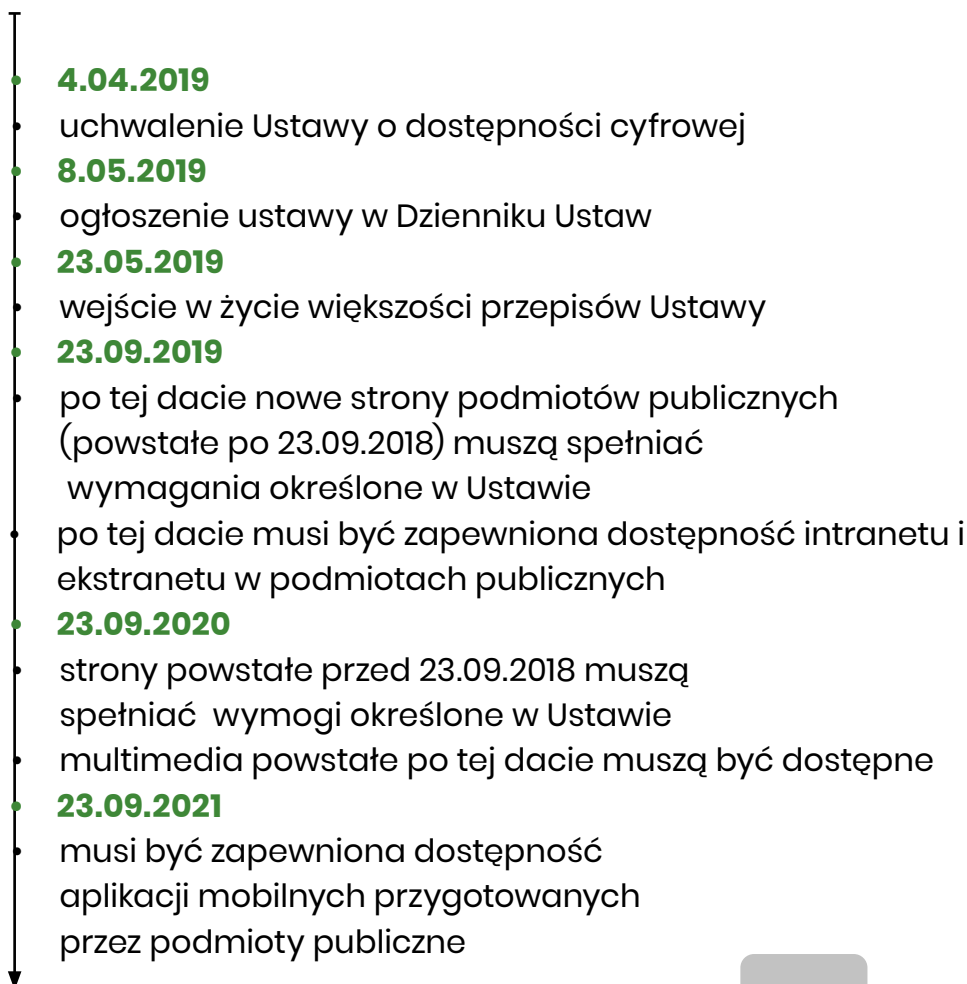 4.04.2019
uchwalenie Ustawy o dostępności cyfrowej
8.05.2019
ogłoszenie ustawy w Dzienniku Ustaw
23.05.2019
wejście w życie większości przepisów Ustawy
23.09.2019
po tej dacie nowe strony podmiotów publicznych
(powstałe po 23.09.2018) muszą spełniać
wymagania określone w Ustawie
po tej dacie musi być zapewniona dostępność intranetu i
ekstranetu w podmiotach publicznych
23.09.2020
strony powstałe przed 23.09.2018 muszą
spełniać wymogi określone w Ustawie
multimedia powstałe po tej dacie muszą być dostępne
23.09.2021
musi być zapewniona dostępność
aplikacji mobilnych przygotowanych
przez podmioty publiczne